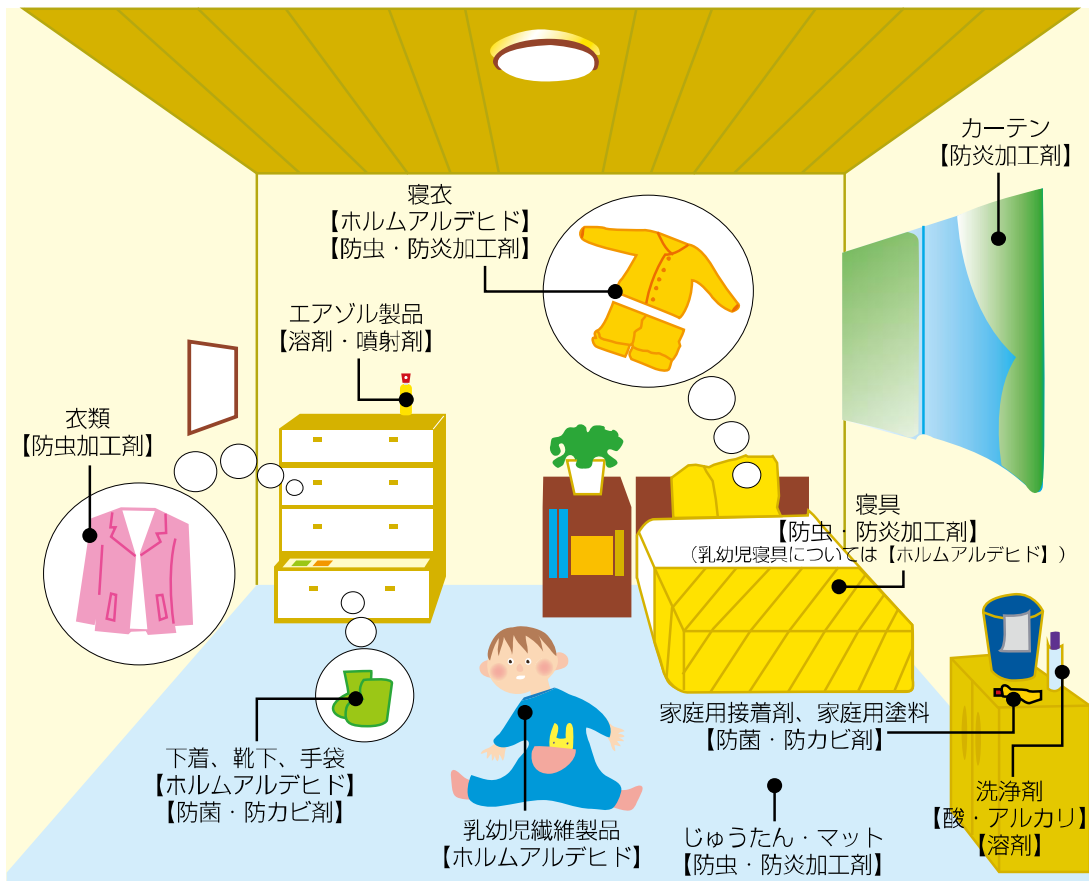 カーテン
【防炎加工剤】
寝衣
【ホルムアルデヒド】
【防虫・防炎加工剤】
エアゾル製品
【溶剤・噴射剤】
衣類
【防虫加工剤】
寝具
【防虫・防炎加工剤】
（乳幼児寝具については【ホルムアルデヒド】）
家庭用接着剤、家庭用塗料
【防菌・防カビ剤】
下着、靴下、手袋
【ホルムアルデヒド】
【防菌・防カビ剤】
乳幼児繊維製品
【ホルムアルデヒド】
じゅうたん・マット
【防虫・防炎加工剤】
洗浄剤
【酸・アルカリ】
【溶剤】